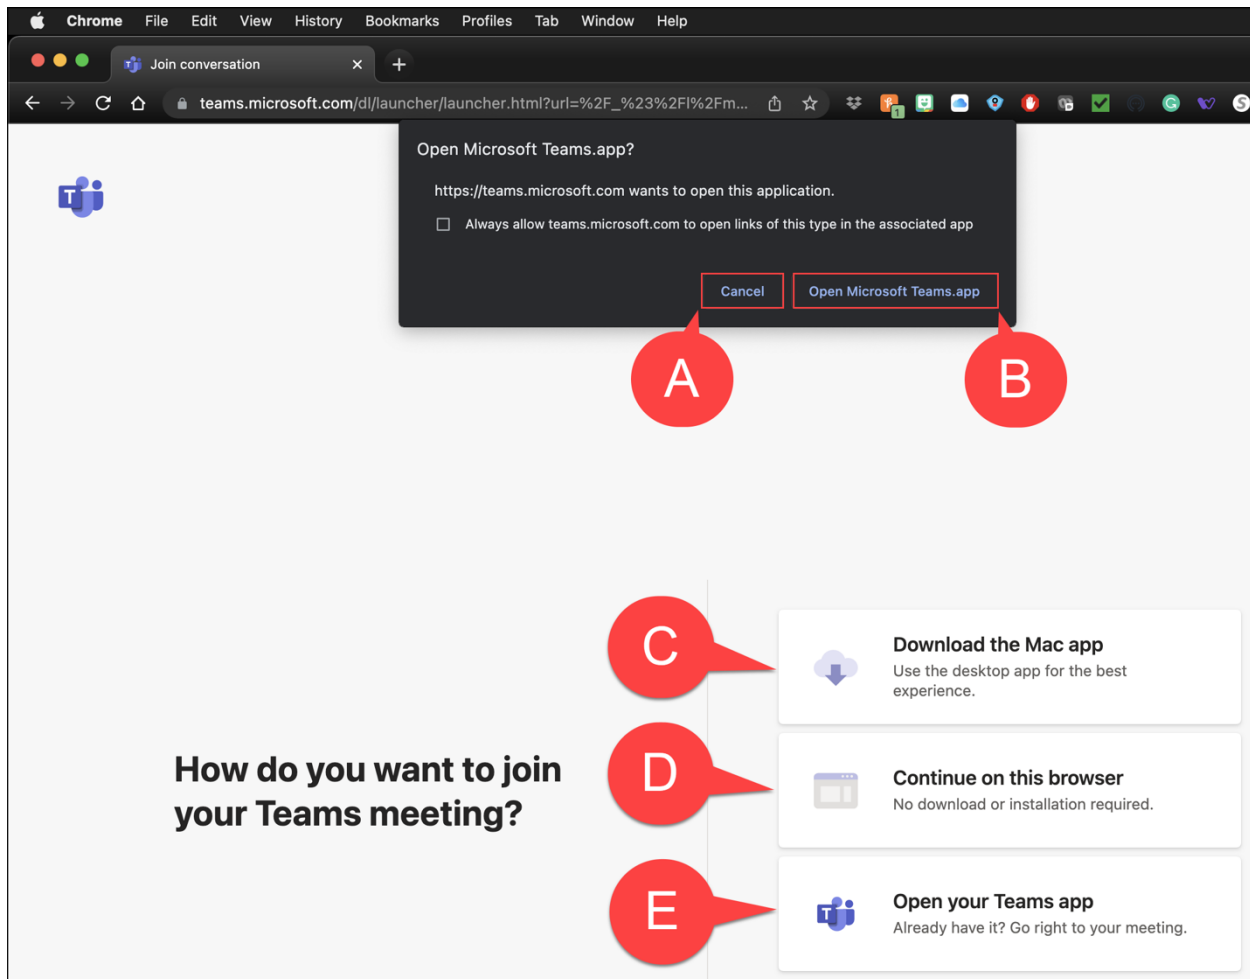 Chrome File Edit View History Bookmarks Profiles Tab Window Help
Join conversation
teams.microsoft.com/dl/launcher/launcher.html?url=%2F_%23%2Fl%2Fm...
1
Open Microsoft Teams.app?
https://teams.microsoft.com wants to open this application.
Always allow teams.microsoft.com to open links of this type in the associated app
Cancel Open Microsoft Teams.app
A B
T
C
Download the Mac app
Use the desktop app for the best
experience.
How do you want to join
your Teams meeting?
D
Continue on this browser
No download or installation required.
E
T
Open your Teams app
Already have it? Go right to your meeting.